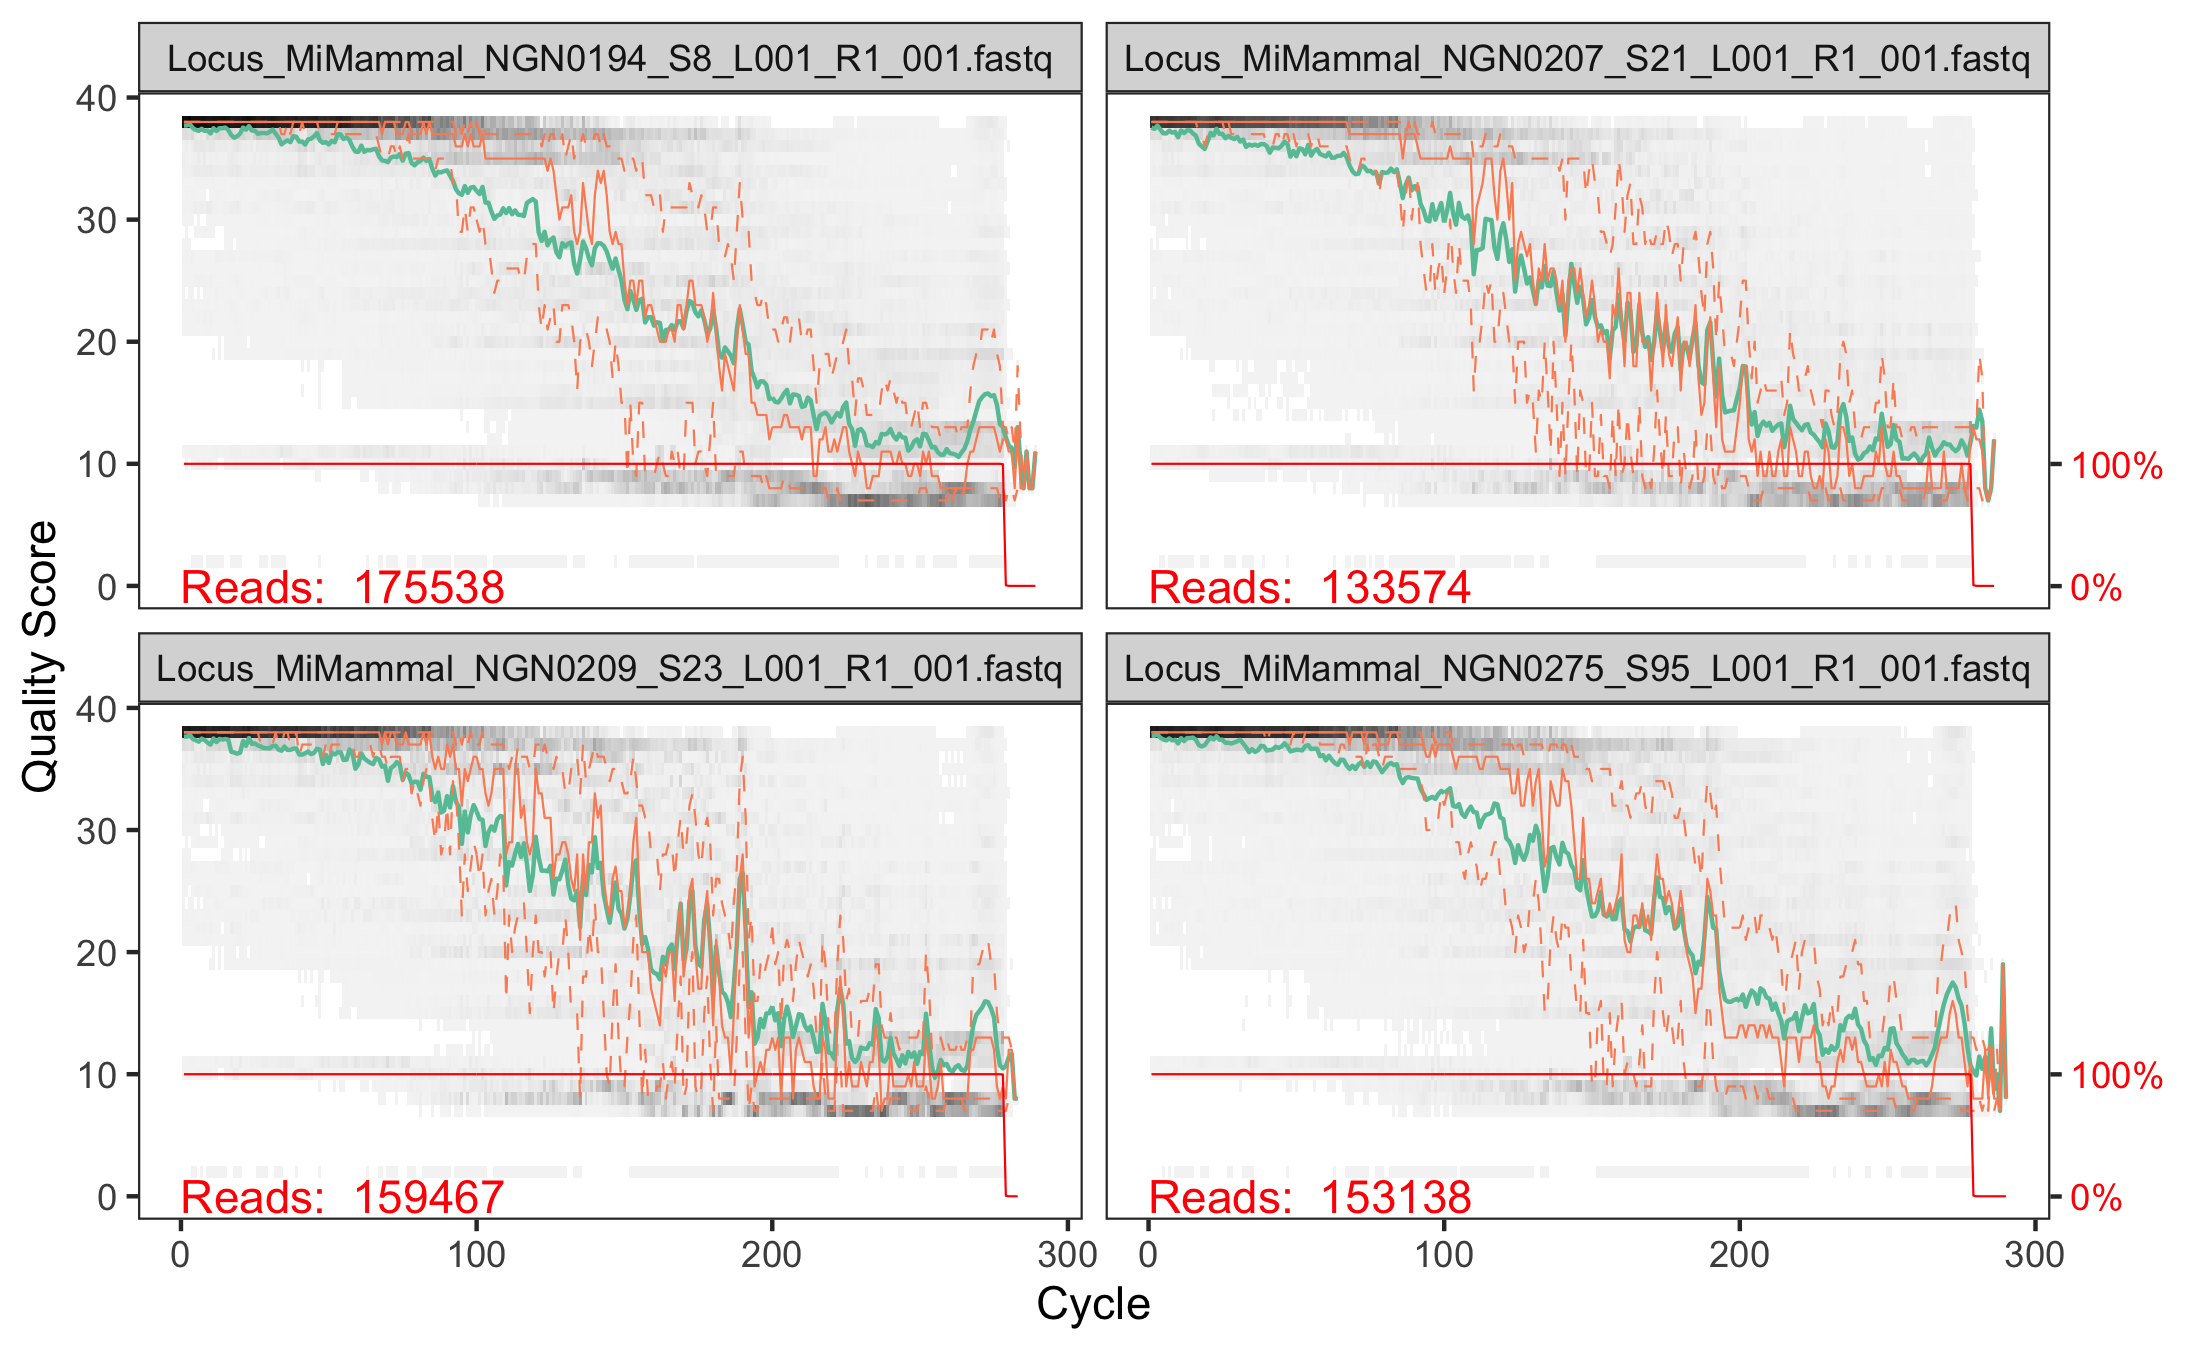 Locus_MiMammal_NGN0194_S8_L001_R1_001.fastq
Locus_MiMammal_NGN0207_S21_L001_R1_001.fastq
40
30
20
10
0
Reads: 175538
Reads: 133574
100%
0%
Locus_MiMammal_NGN0209_S23_L001_R1_001.fastq
Locus_MiMammal_NGN0275_S95_L001_R1_001.fastq
40
30
20
10
0
Reads: 159467
Reads: 153138
100%
0%
0 100 200 300
0 100 200 300
Quality Score
Cycle